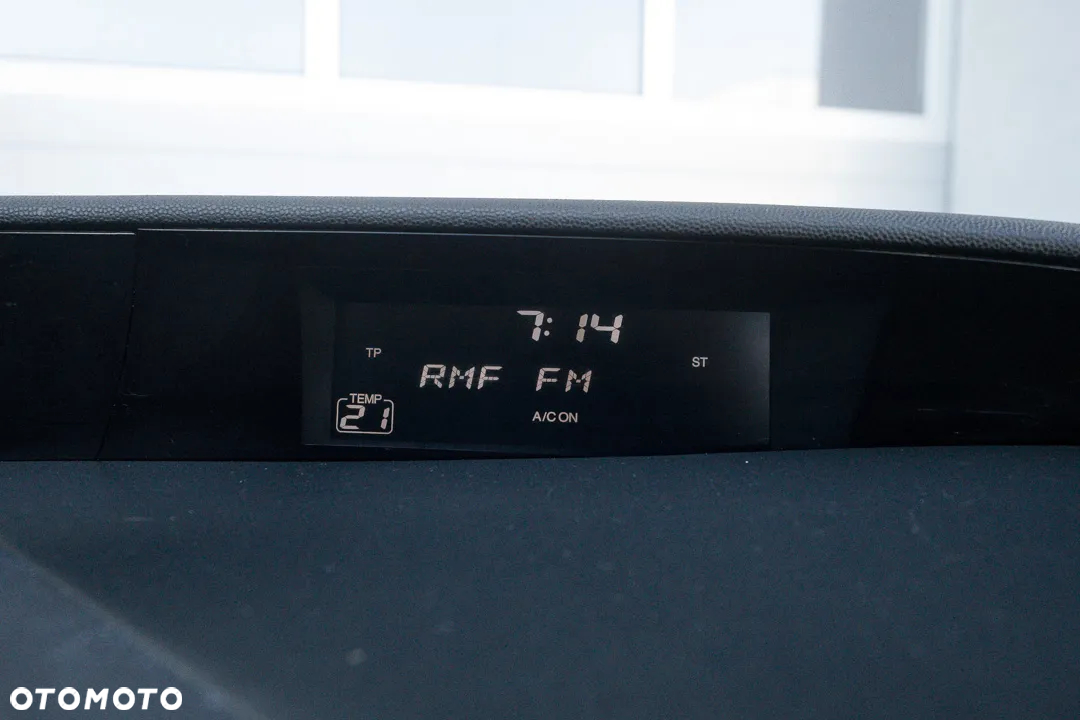 7:14
TP
ST
RMF FM
TEMP
21
A/C ON
OTOMOTO